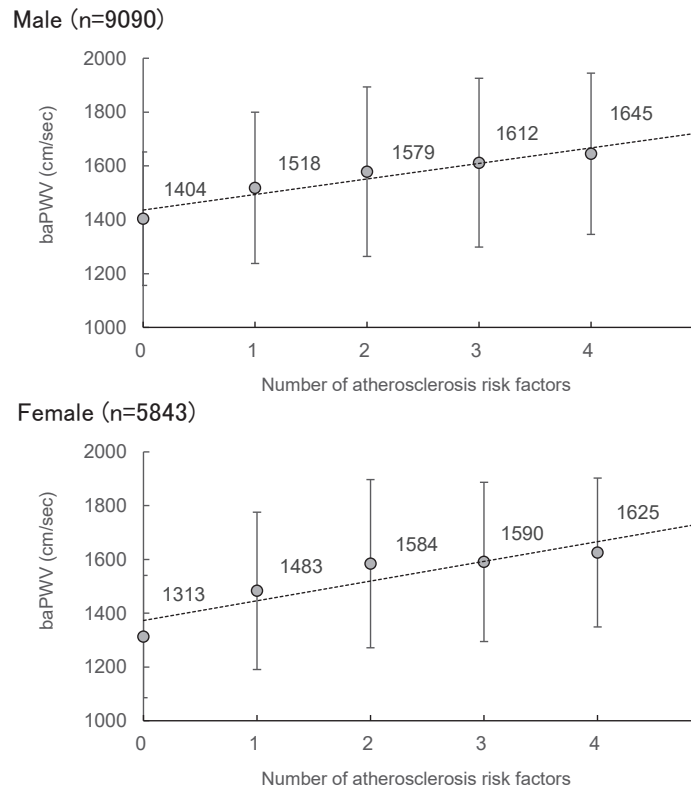 Male (n=9090)
2000
1800
1600
1400
1200
1000
baPWV (cm/sec)
1404
1518
1579
1612
1645
0 1 2 3 4
Number of atherosclerosis risk factors
Female (n=5843)
2000
1800
1600
1400
1200
1000
baPWV (cm/sec)
1313
1483
1584
1590
1625
0 1 2 3 4
Number of atherosclerosis risk factors